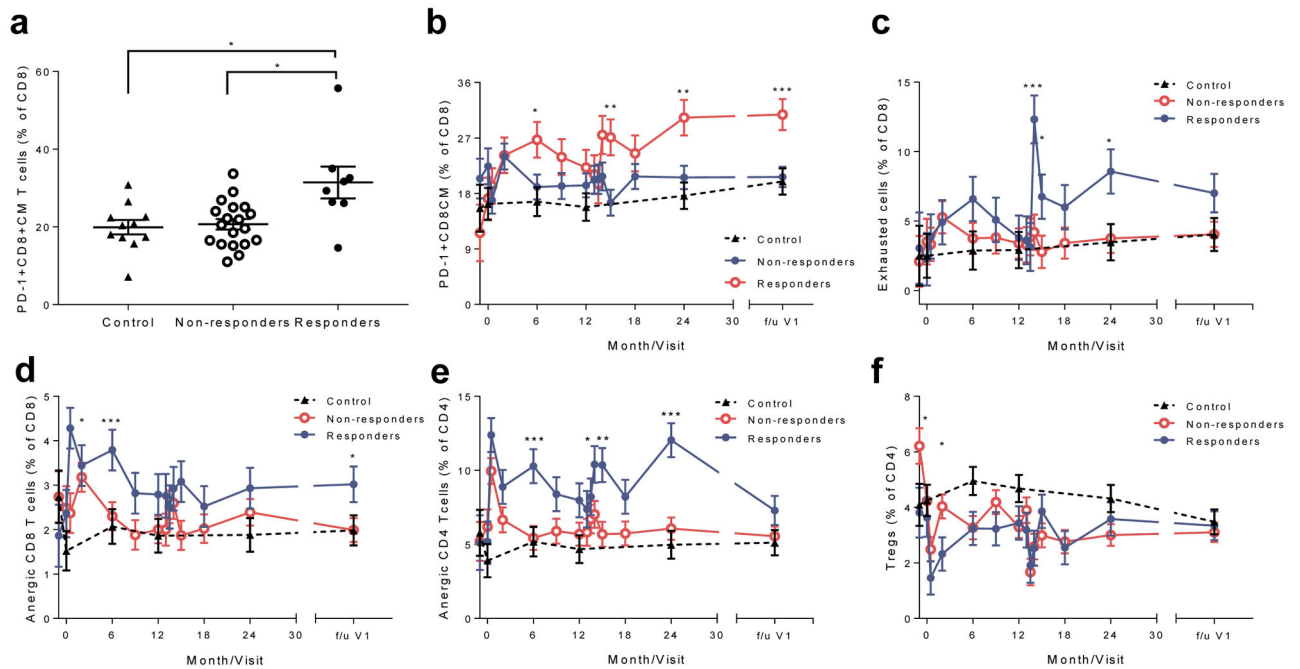 a
*
*
PD-1+CD8+CM T cells (% of CD8)
60
40
20
0
Control Non-responders Responders
b
PD-1+CD8CM (% of CD8)
36
27
18
9
0
*
**
**
***
Control
Non-responders
Responders
0 6 12 18 24 30
f/u V1
Month/Visit
c
Exhausted cells (% of CD8)
15
10
5
0
***
*
*
Control
Non-responders
Responders
0 6 12 18 24 30
f/u V1
Month/Visit
d
Anergic CD8 T cells (% of CD8)
5
4
3
2
1
0
*
***
*
Control
Non-responders
Responders
0 6 12 18 24 30
f/u V1
Month/Visit
e
Anergic CD4 T cells (% of CD4)
15
10
5
0
***
*
**
***
Control
Non-responders
Responders
0 6 12 18 24 30
f/u V1
Month/Visit
f
Tregs (% of CD4)
8
6
4
2
0
*
*
Control
Non-responders
Responders
0 6 12 18 24 30
f/u V1
Month/Visit